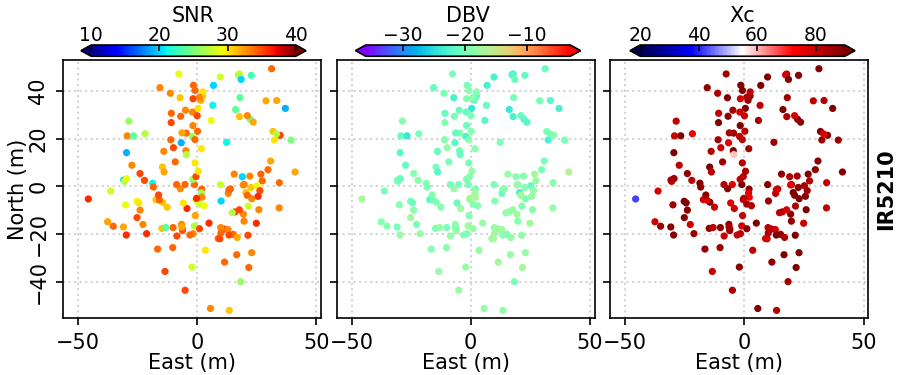 SNR DBV Xc
10 20 30 40 −30 −20 −10 20 40 60 80
40
20
0
−20
−40
North (m)
IR5210
−50 0 50 −50 0 50 −50 0 50
East (m) East (m) East (m)